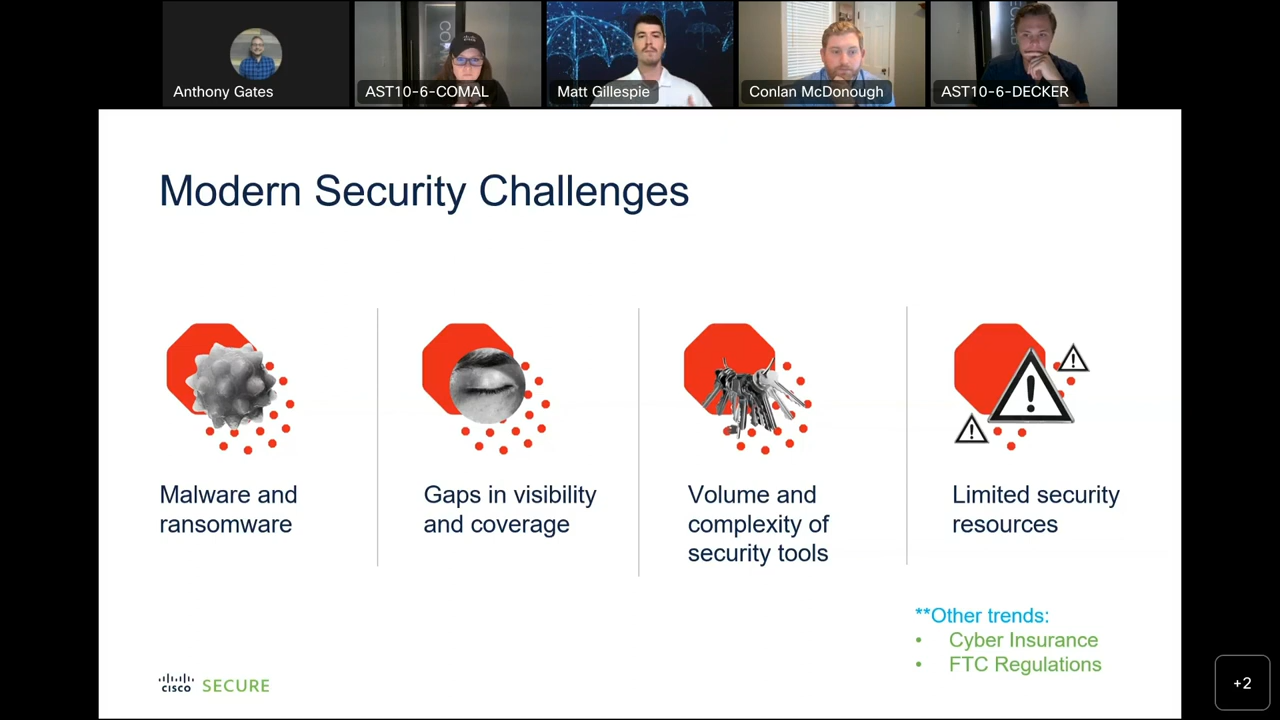 Anthony Gates
AST10-6-COMAL
Matt Gillespie
Conlan McDonough
AST10-6-DECKER
Modern Security Challenges
Malware and
ransomware
Gaps in visibility
and coverage
Volume and
complexity of
security tools
Limited security
resources
**Other trends:
• Cyber Insurance
• FTC Regulations
CISCO SECURE
+2